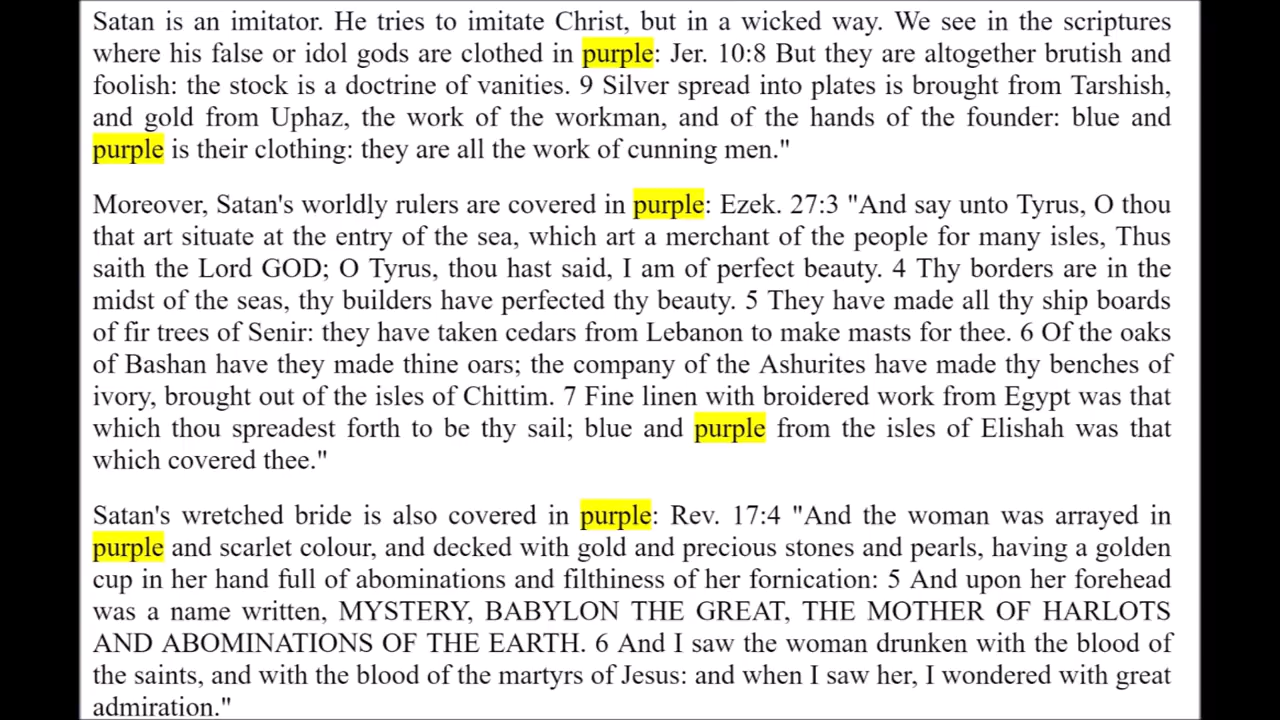 Satan is an imitator. He tries to imitate Christ, but in a wicked way. We see in the scriptures
where his false or idol gods are clothed in purple: Jer. 10:8 But they are altogether brutish and
foolish: the stock is a doctrine of vanities. 9 Silver spread into plates is brought from Tarshish,
and gold from Uphaz, the work of the workman, and of the hands of the founder: blue and
purple is their clothing: they are all the work of cunning men."
Moreover, Satan's worldly rulers are covered in purple: Ezek. 27:3 "And say unto Tyrus, O thou
that art situate at the entry of the sea, which art a merchant of the people for many isles, Thus
saith the Lord GOD; O Tyrus, thou hast said, I am of perfect beauty. 4 Thy borders are in the
midst of the seas, thy builders have perfected thy beauty. 5 They have made all thy ship boards
of fir trees of Senir: they have taken cedars from Lebanon to make masts for thee. 6 Of the oaks
of Bashan have they made thine oars; the company of the Ashurites have made thy benches of
ivory, brought out of the isles of Chittim. 7 Fine linen with broidered work from Egypt was that
which thou spreadest forth to be thy sail; blue and purple from the isles of Elishah was that
which covered thee."
Satan's wretched bride is also covered in purple: Rev. 17:4 "And the woman was arrayed in
purple and scarlet colour, and decked with gold and precious stones and pearls, having a golden
cup in her hand full of abominations and filthiness of her fornication: 5 And upon her forehead
was a name written, MYSTERY, BABYLON THE GREAT, THE MOTHER OF HARLOTS
AND ABOMINATIONS OF THE EARTH. 6 And I saw the woman drunken with the blood of
the saints, and with the blood of the martyrs of Jesus: and when I saw her, I wondered with great
admiration."